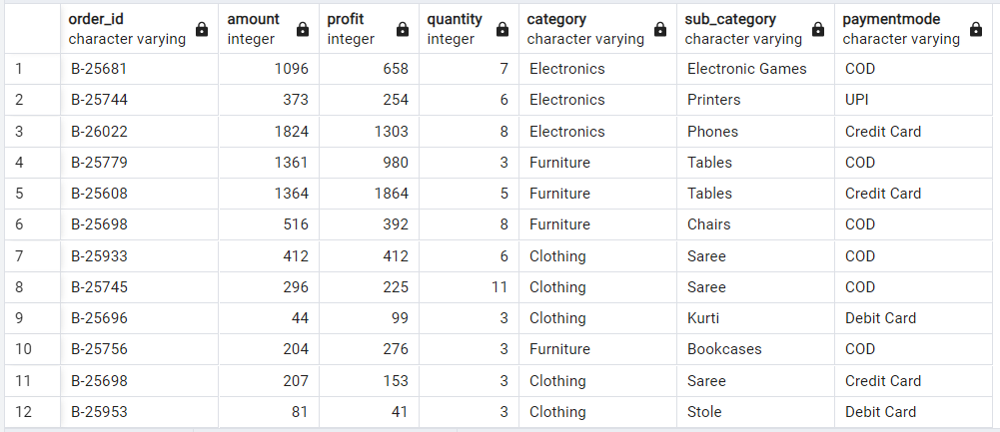 order_id amount profit quantity category sub_category paymentmode
character varying integer integer integer character varying character varying character varying
1 B-25681 1096 658 7 Electronics Electronic Games COD
2 B-25744 373 254 6 Electronics Printers UPI
3 B-26022 1824 1303 8 Electronics Phones Credit Card
4 B-25779 1361 980 3 Furniture Tables COD
5 B-25608 1364 1864 5 Furniture Tables Credit Card
6 B-25698 516 392 8 Furniture Chairs COD
7 B-25933 412 412 6 Clothing Saree COD
8 B-25745 296 225 11 Clothing Saree COD
9 B-25696 44 99 3 Clothing Kurti Debit Card
10 B-25756 204 276 3 Furniture Bookcases COD
11 B-25698 207 153 3 Clothing Saree Credit Card
12 B-25953 81 41 3 Clothing Stole Debit Card